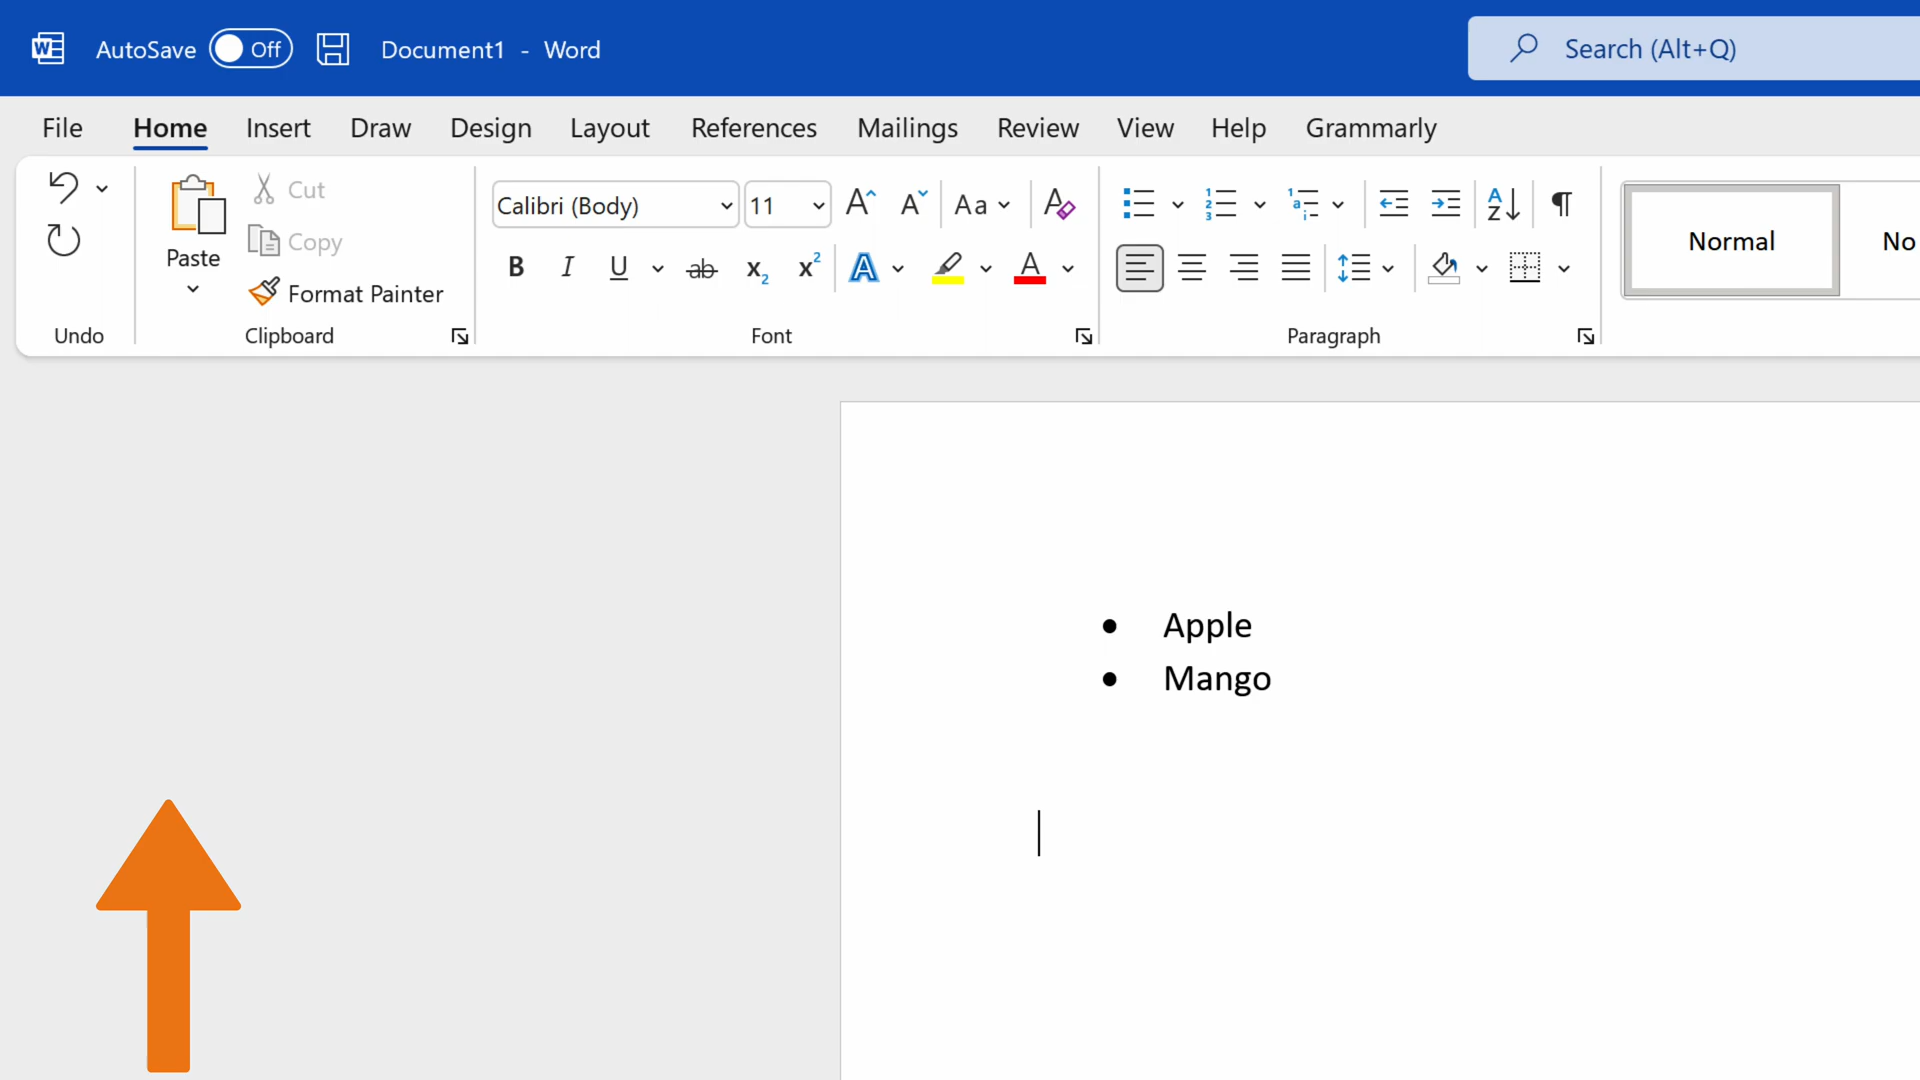 AutoSave Off Document1 - Word Search (Alt+Q)
File Home Insert Draw Design Layout References Mailings Review View Help Grammarly
Cut
Calibri (Body) 11 Aa
Copy
Paste
Normal No
Format Painter
Undo Clipboard Font Paragraph
• Apple
• Mango